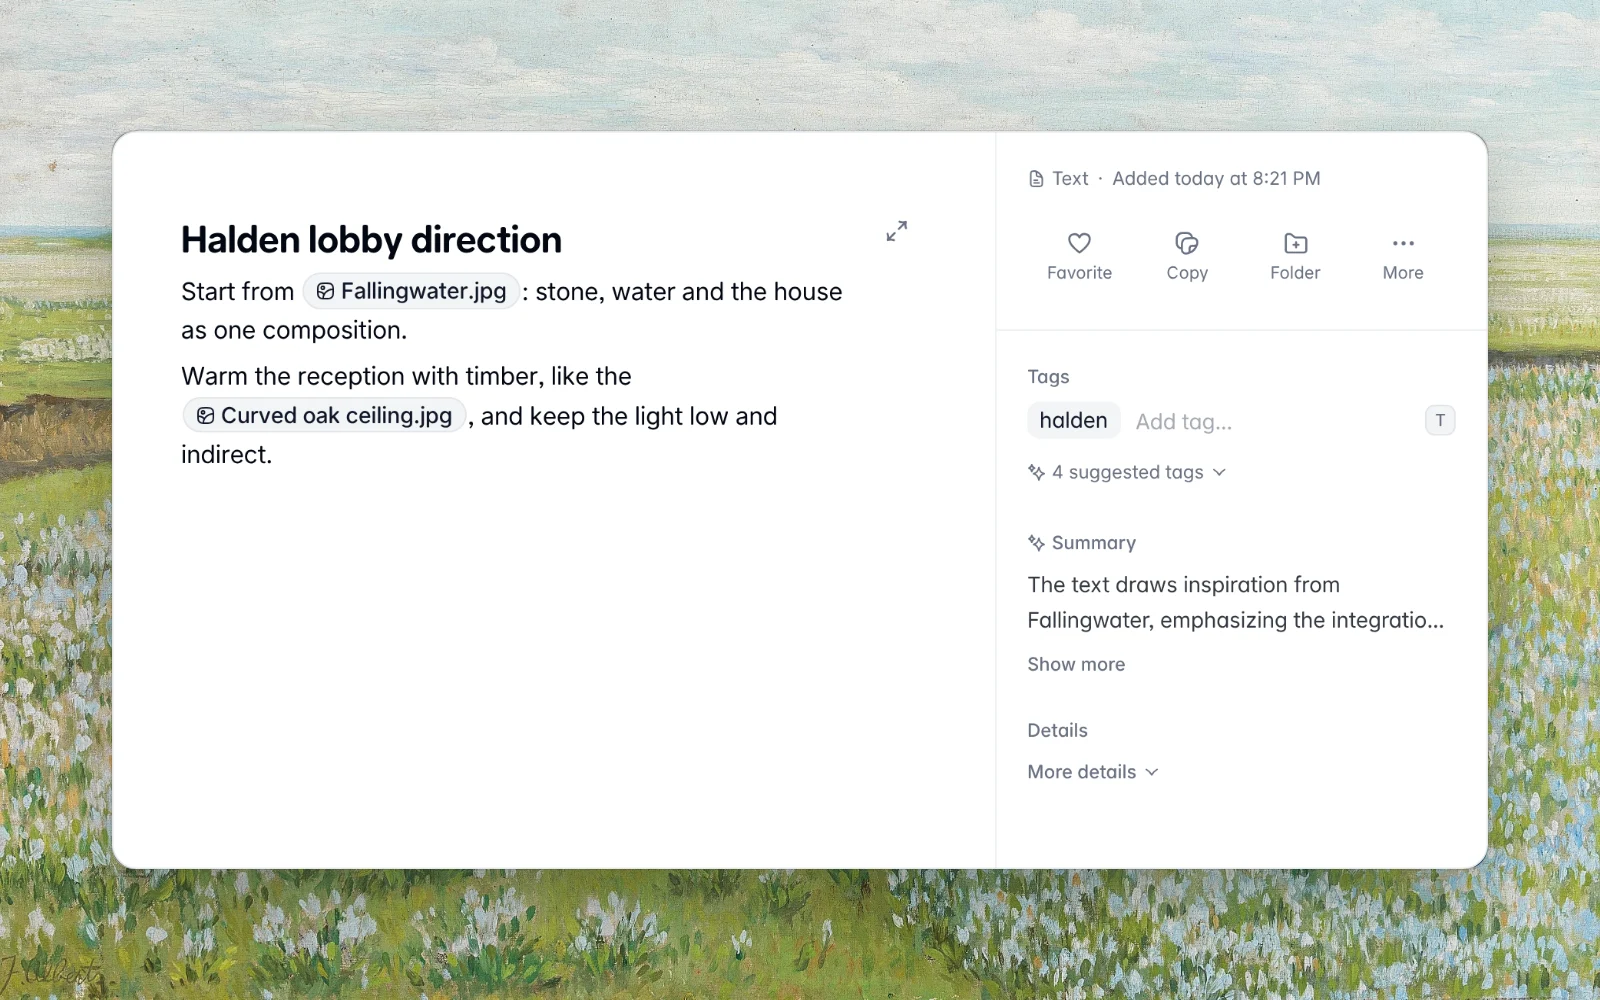 Halden lobby direction
Start from Fallingwater.jpg : stone, water and the house
as one composition.
Warm the reception with timber, like the
Curved oak ceiling.jpg , and keep the light low and
indirect.
Text · Added today at 8:21 PM
Favorite Copy Folder More
Tags
halden Add tag... T
4 suggested tags
Summary
The text draws inspiration from
Fallingwater, emphasizing the integratio...
Show more
Details
More details